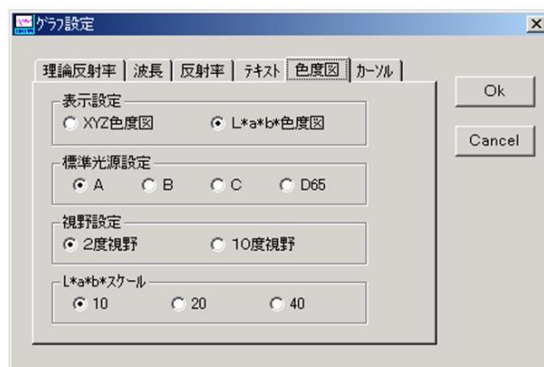 グラフ設定
理論反射率 波長 反射率 テキスト 色度図 カーソル
Ok
Cancel
表示設定
XYZ色度図 L*a*b*色度図
標準光源設定
A B C D65
視野設定
2度視野 10度視野
L*a*b*スケール
10 20 40